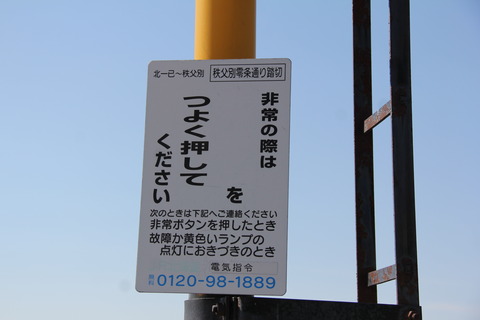 北一已～秩父別
秩父別零条通り踏切
非常の際は
を
つよく押して
ください
次のときは下記へご連絡ください
非常ボタンを押したとき
故障か黄色いランプの
点灯におきづきのとき
電気指令
無料 0120-98-1889